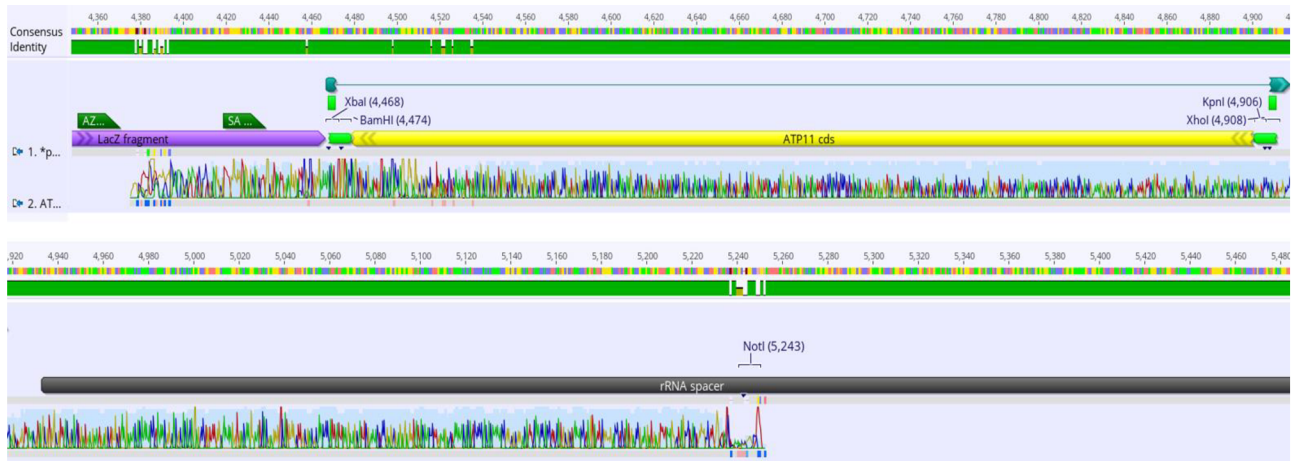 4,360 4,380 4,400 4,420 4,440 4,460 4,480 4,500 4,520 4,540 4,560 4,580 4,600 4,620 4,640 4,660 4,680 4,700 4,720 4,740 4,760 4,780 4,800 4,820 4,840 4,860 4,880 4,900 4
Consensus
Identity
XbaI (4,468)
KpnI (4,906)
AZ...
SA ...
BamHI (4,474)
XhoI (4,908)
LacZ fragment
ATP11 cds
1. *p...
2. AT...
,920 4,940 4,960 4,980 5,000 5,020 5,040 5,060 5,080 5,100 5,120 5,140 5,160 5,180 5,200 5,220 5,240 5,260 5,280 5,300 5,320 5,340 5,360 5,380 5,400 5,420 5,440 5,460 5,480
NotI (5,243)
rRNA spacer